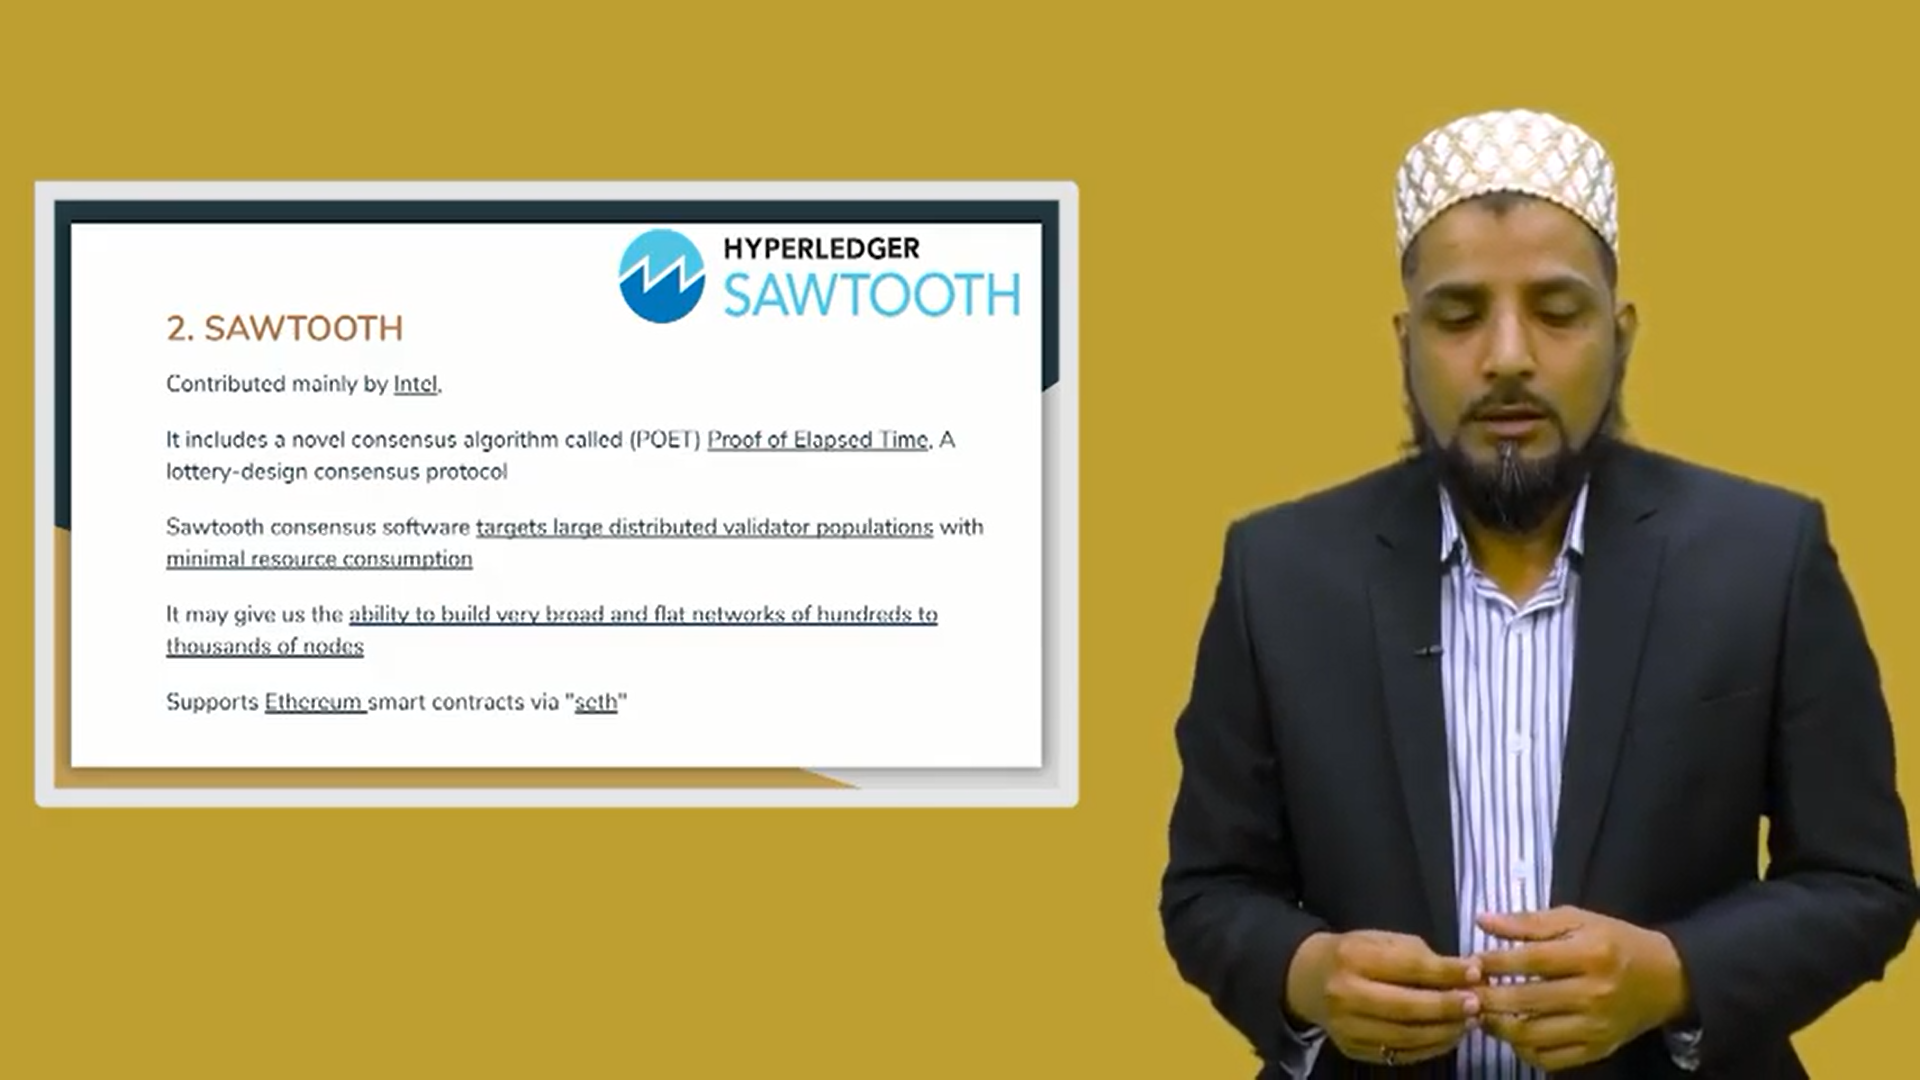 HYPERLEDGER
SAWTOOTH
2. SAWTOOTH
Contributed mainly by Intel.
It includes a novel consensus algorithm called (POET) Proof of Elapsed Time. A
lottery-design consensus protocol
Sawtooth consensus software targets large distributed validator populations with
minimal resource consumption
It may give us the ability to build very broad and flat networks of hundreds to
thousands of nodes
Supports Ethereum smart contracts via "seth"